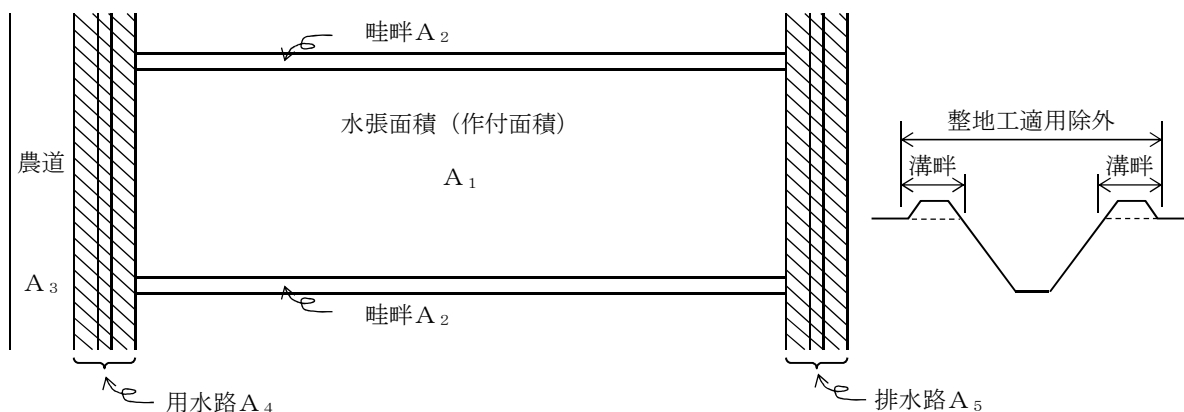 畦畔A₂
水張面積（作付面積）
A₁
農道
A₃
畦畔A₂
用水路A₄
排水路A₅
整地工適用除外
溝畔
溝畔